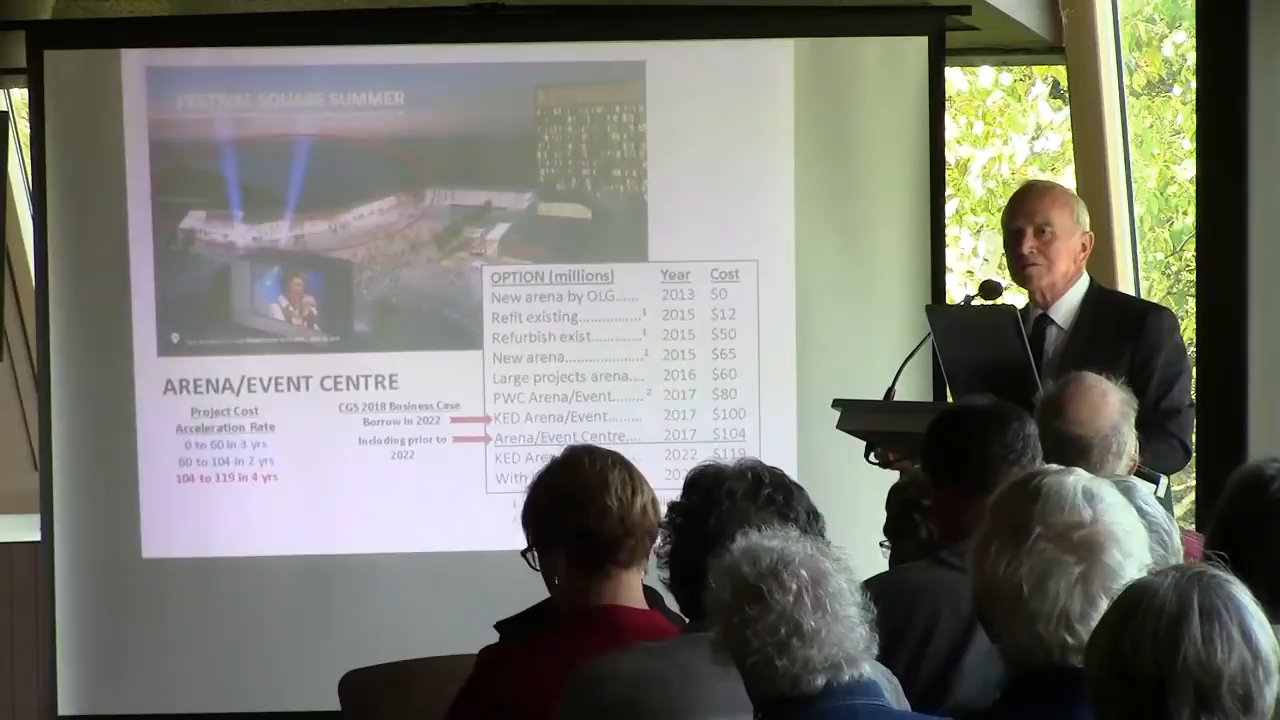 FESTIVAL SQUARE SUMMER
OPTION (millions) Year Cost
New arena by OLG...... 2013 $0
Refit existing................¹ 2015 $12
Refurbish exist.............¹ 2015 $50
New arena.....................¹ 2015 $65
Large projects arena.... 2016 $60
PWC Arena/Event........² 2017 $80
KED Arena/Event......... 2017 $100
Arena/Event Centre.... 2017 $104
KED 2022 $119
With
ARENA/EVENT CENTRE
Project Cost
Acceleration Rate
0 to 60 in 3 yrs
60 to 104 in 2 yrs
104 to 119 in 4 yrs
CGS 2018 Business Case
Borrow in 2022
Including prior to
2022